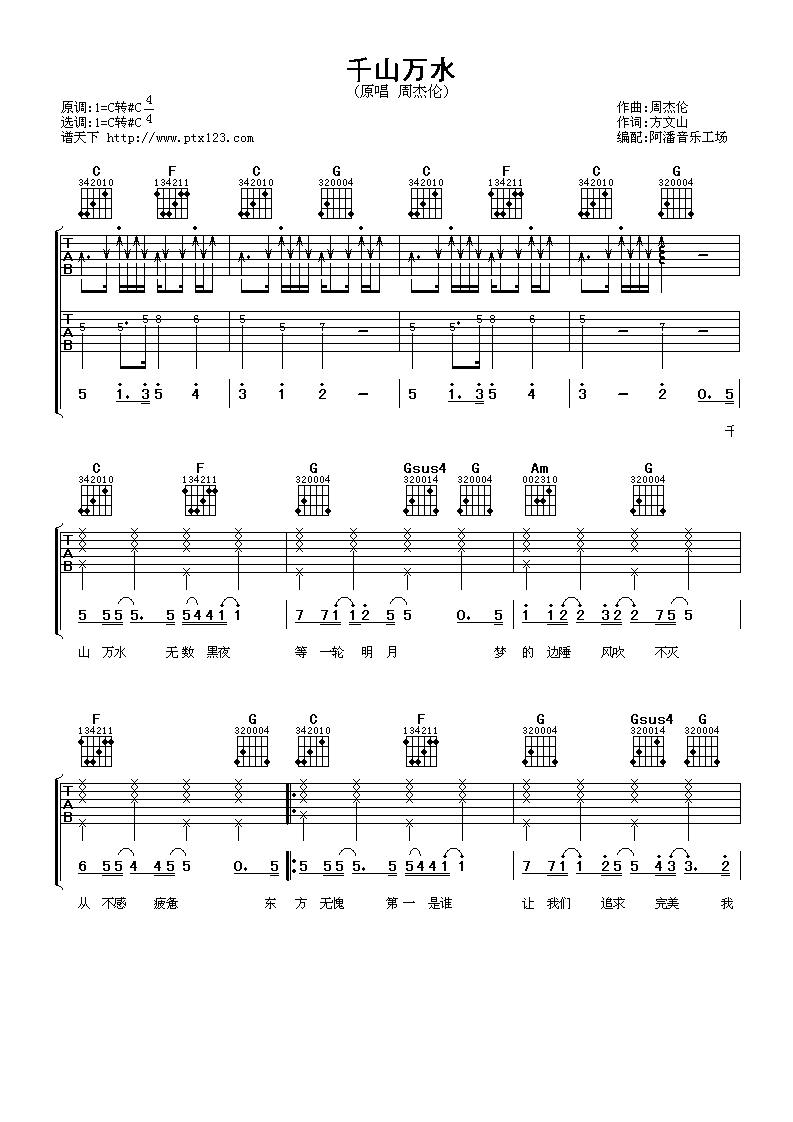 千山万水
(原唱 周杰伦)
原调:1=C转#C 4/4
选调:1=C转#C
谱天下 http://www.ptx123.com
作曲:周杰伦
作词:方文山
编配:阿潘音乐工场
C F C G C F C G
342010 134211 342010 320004 342010 134211 342010 320004
TAB
TAB 5 5. 5 8 6 5 5 7 – 5 5. 5 8 6 5 – 7 –
5 1. 3 5 4 3 1 2 – 5 1. 3 5 4 3 – 2 0. 5
千
C F G Gsus4 G Am G
342010 134211 320004 320014 320004 002310 320004
TAB
5 5 5 5. 5 5 4 4 1 1 7 7 1 1 2 5 5 0. 5 1 1 2 2 3 2 2 7 5 5
山 万水 无数 黑夜 等 一轮 明月 梦 的 边陲 风吹 不灭
F G C F G Gsus4 G
134211 320004 342010 134211 320004 320014 320004
TAB
6 5 5 4 4 5 5 0. 5 5 5 5 5. 5 5 4 4 1 1 7 7 1 1 2 5 5 4 3 3. 2
从 不感 疲惫 东 方 无愧 第一 是谁 让 我们 追求 完美 我